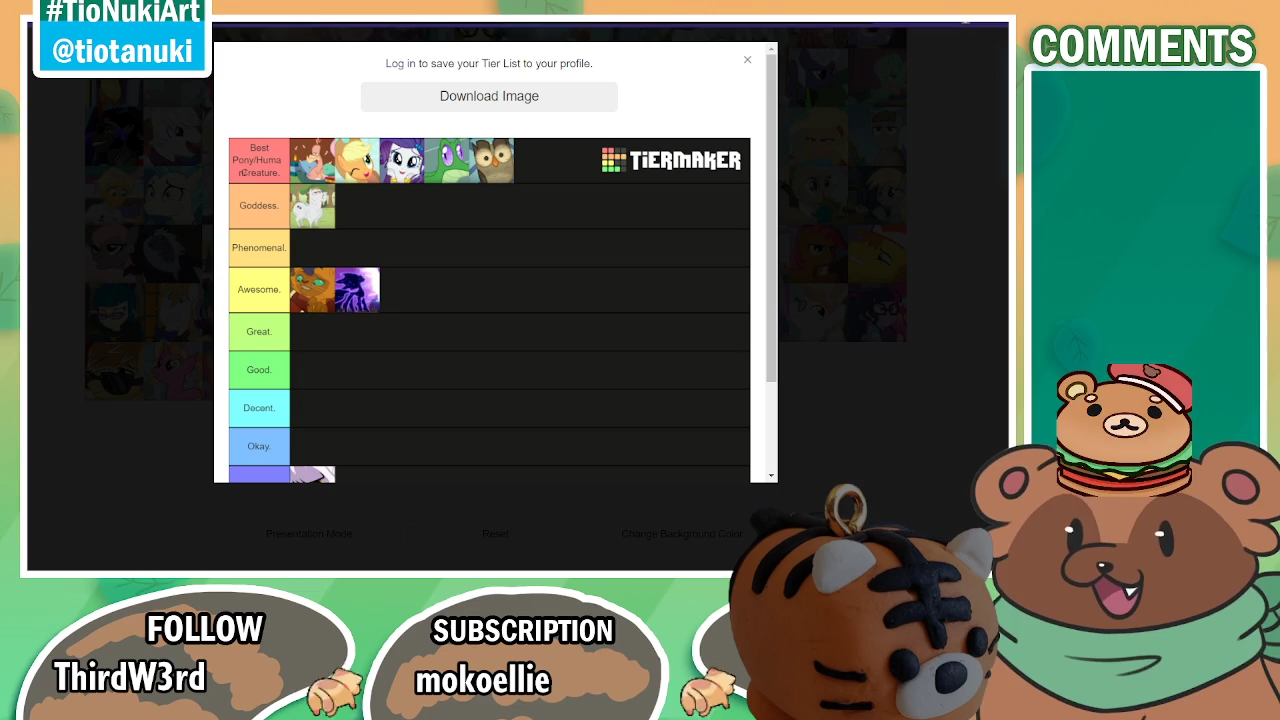 #TioNukiArt
@tiotanuki
COMMENTS
Log in to save your Tier List to your profile.
×
Download Image
Best
Pony/Huma
n/Creature.
TIERMAKER
Goddess.
Phenomenal.
Awesome.
Great.
Good.
Decent.
Okay.
Presentation Mode
Reset
Change Background Color
FOLLOW
ThirdW3rd
SUBSCRIPTION
mokoellie